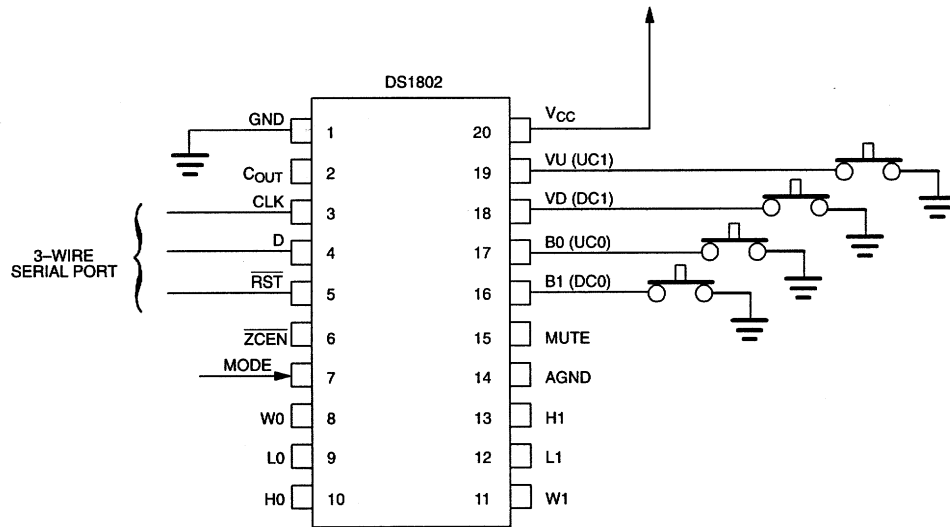 DS1802
GND 1
COUT 2
CLK 3
D 4
RST 5
ZCEN 6
MODE 7
W0 8
L0 9
H0 10
3–WIRE
SERIAL PORT
20 VCC
19 VU (UC1)
18 VD (DC1)
17 B0 (UC0)
16 B1 (DC0)
15 MUTE
14 AGND
13 H1
12 L1
11 W1